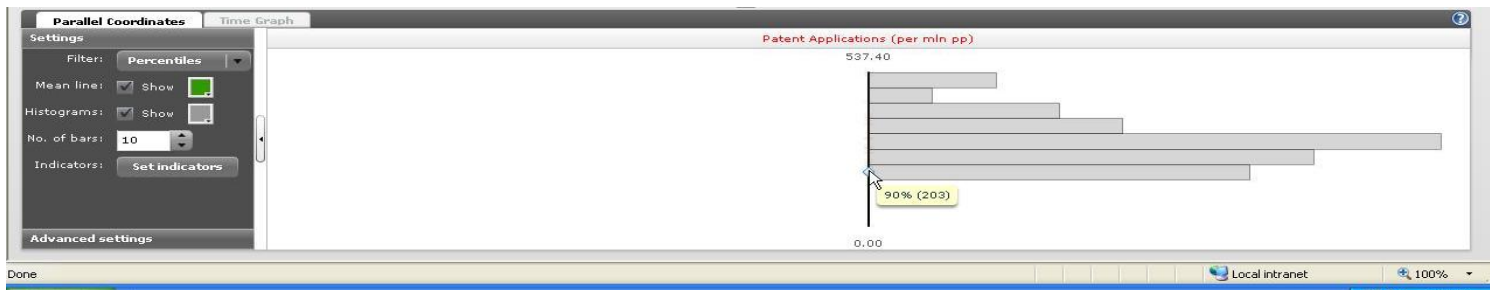 Parallel Coordinates Time Graph
Settings
Patent Applications (per mln pp)
Filter: Percentiles
537.40
Mean line: Show
Histograms: Show
No. of bars: 10
Indicators: Set indicators
90% (203)
Advanced settings
0.00
Done
Local intranet
100%